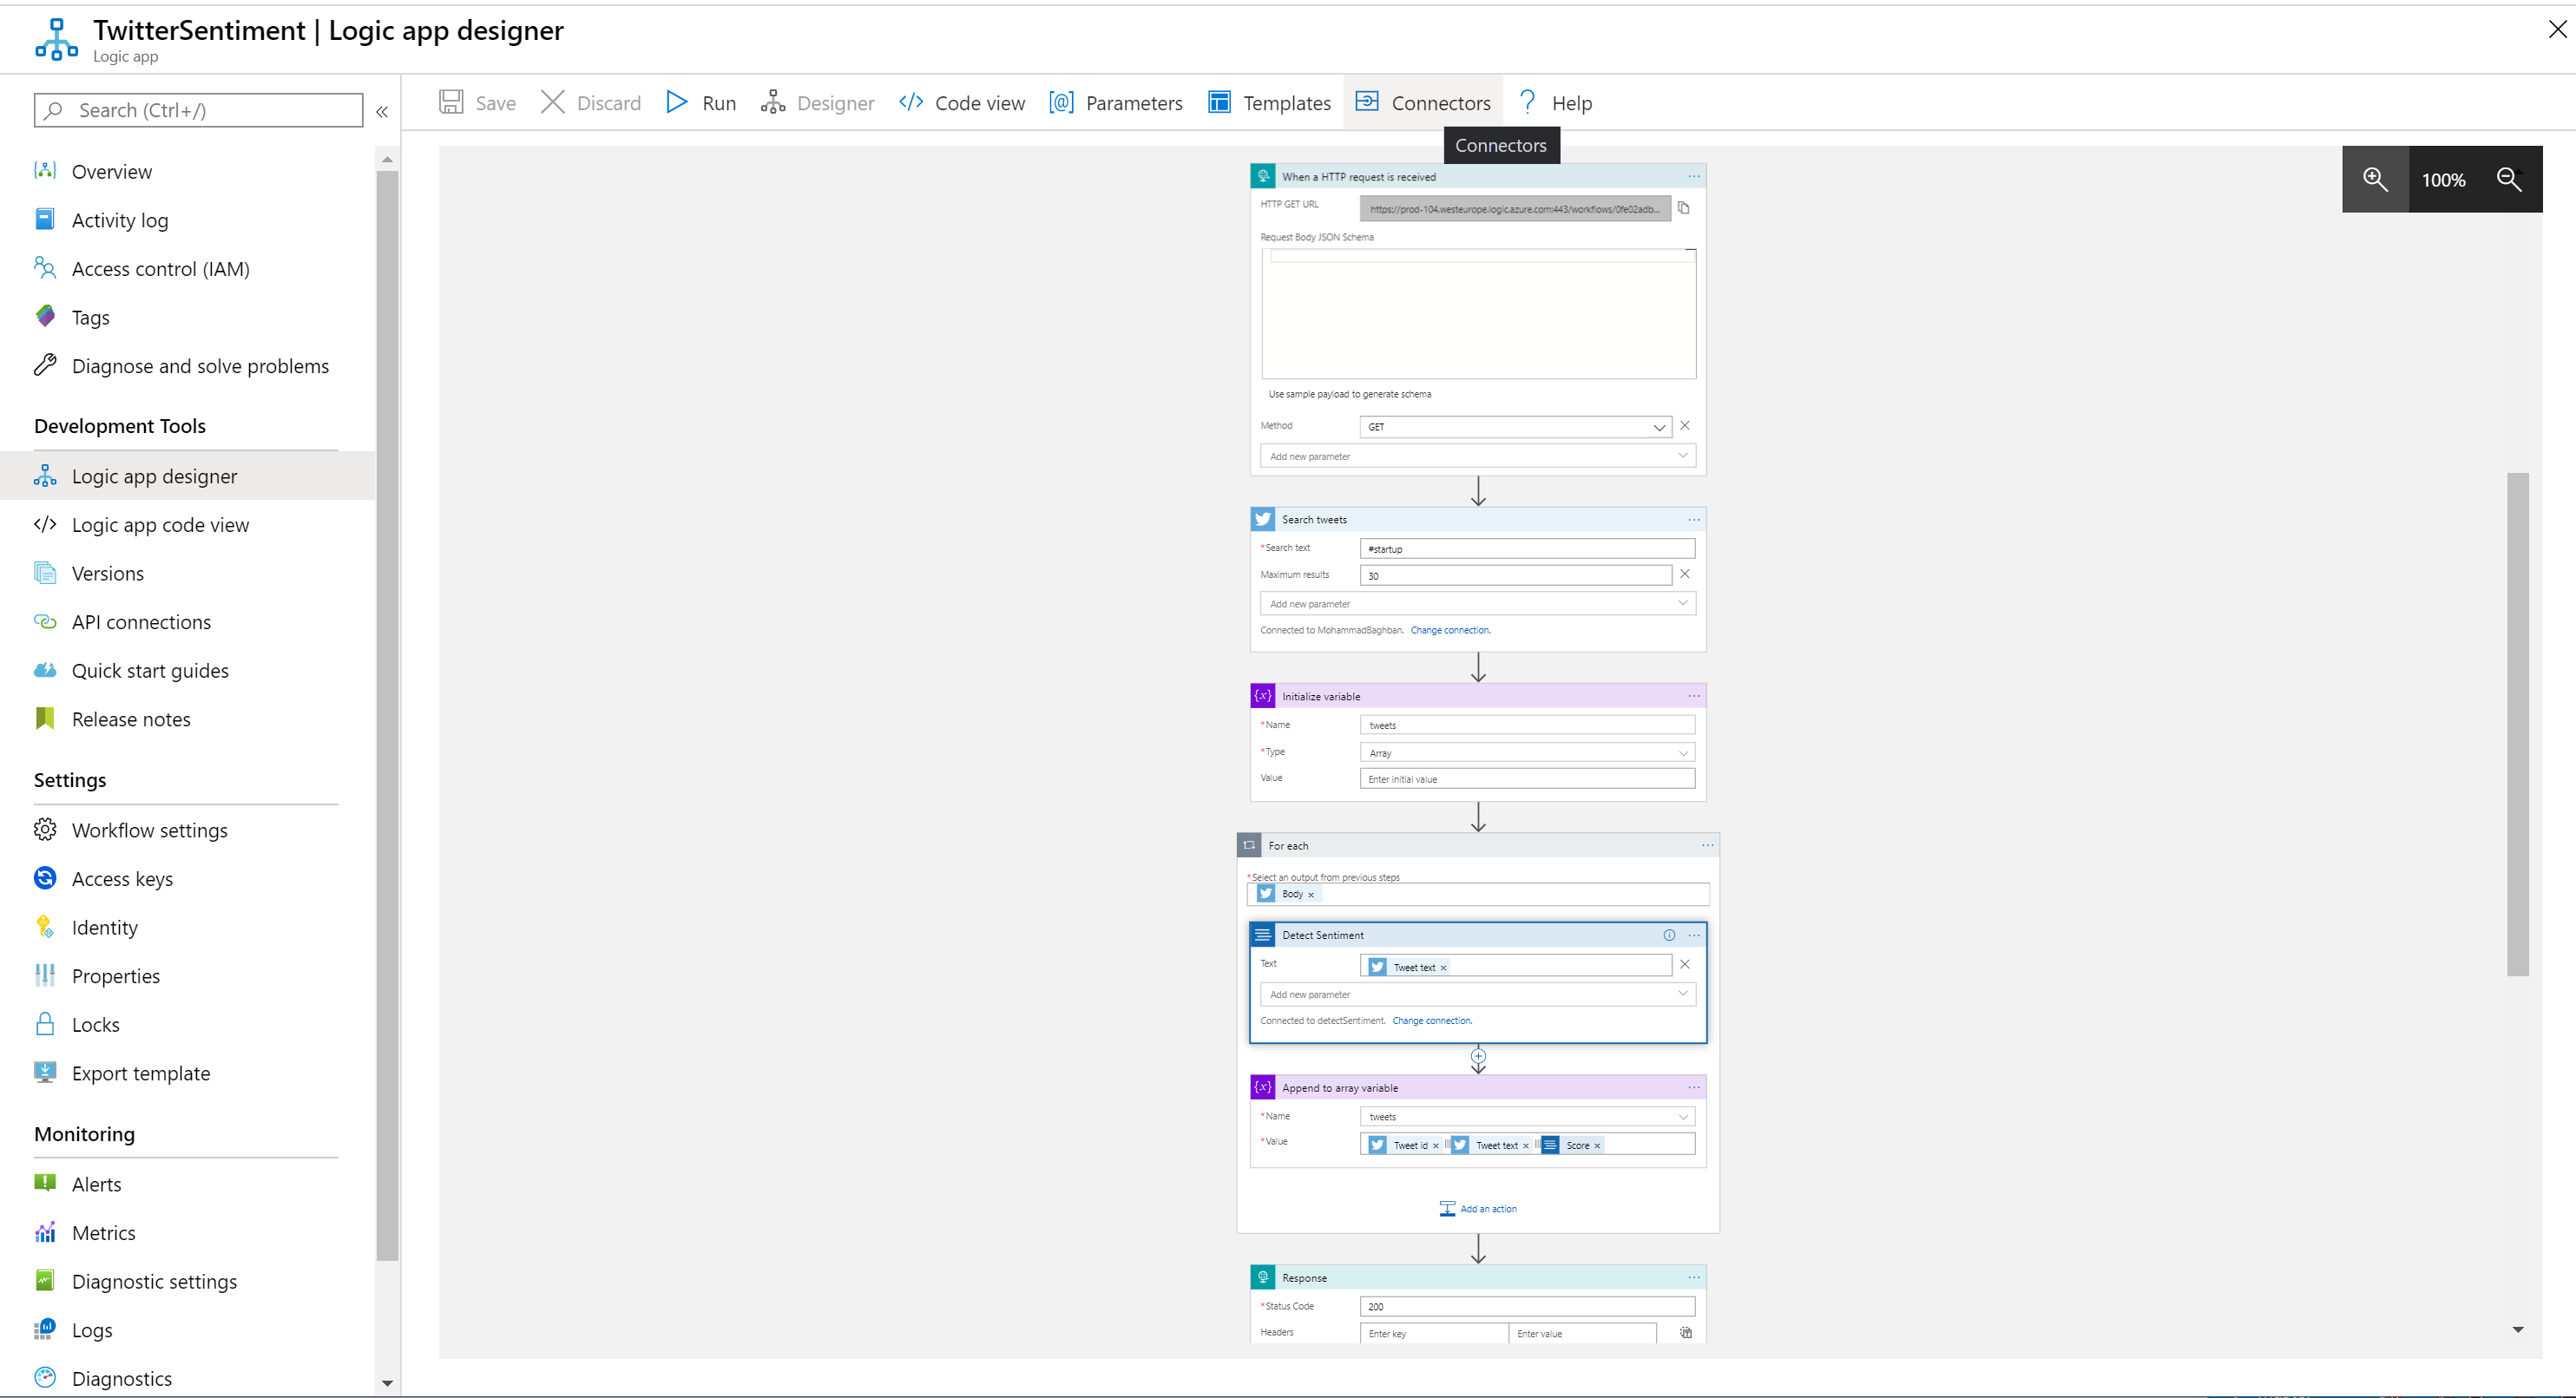 TwitterSentiment | Logic app designer
Logic app
Search (Ctrl+/)
«
Save
Discard
Run
Designer
Code view
Parameters
Templates
Connectors
Help
Connectors
100%
Overview
Activity log
Access control (IAM)
Tags
Diagnose and solve problems
Development Tools
Logic app designer
Logic app code view
Versions
API connections
Quick start guides
Release notes
Settings
Workflow settings
Access keys
Identity
Properties
Locks
Export template
Monitoring
Alerts
Metrics
Diagnostic settings
Logs
Diagnostics
When a HTTP request is received
HTTP GET URL https://prod-104.westeurope.logic.azure.com:443/workflows/0fe02adb...
Request Body JSON Schema
Use sample payload to generate schema
Method GET
Add new parameter
Search tweets
*Search text #startup
Maximum results 30
Add new parameter
Connected to MohammadBaghban. Change connection.
Initialize variable
*Name tweets
*Type Array
Value Enter initial value
For each
*Select an output from previous steps
Body ×
Detect Sentiment
Text Tweet text ×
Add new parameter
Connected to detectSentiment. Change connection.
Append to array variable
*Name tweets
*Value Tweet id × ||| Tweet text × ||| Score ×
Add an action
Response
*Status Code 200
Headers Enter key Enter value